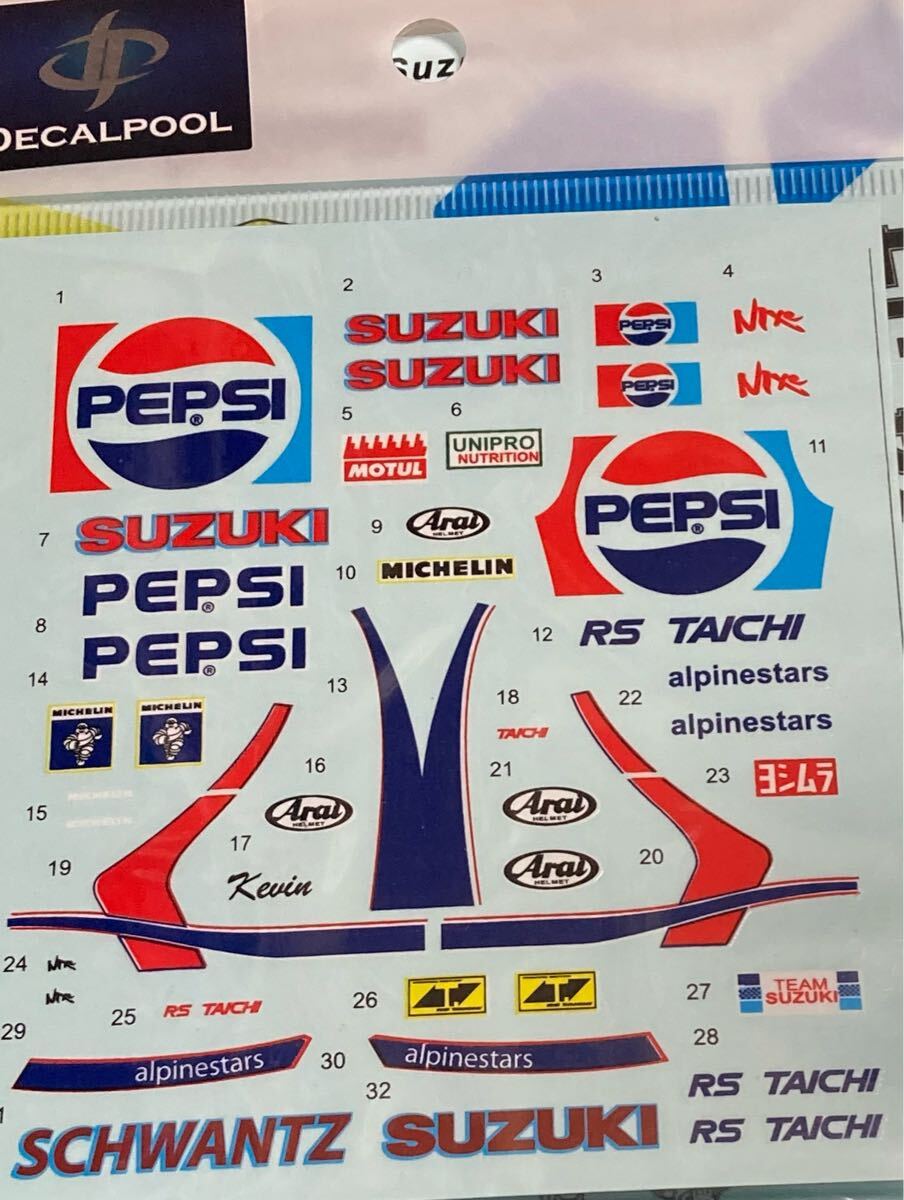 DECALPOOL
Suz
1
2
3
4
SUZUKI
SUZUKI
PEPSI
PEPSI
PEPSI
®
5
6
MOTUL
UNIPRO
NUTRITION
11
PEPSI
®
7
SUZUKI
9
Arai
HELMET
10
MICHELIN
8
PEPSI
®
PEPSI
®
12
RS TAICHI
14
13
22
alpinestars
alpinestars
MICHELIN
MICHELIN
18
TAICHI
16
21
23
ヨシムラ
15
MICHELIN
MICHELIN
Arai
HELMET
Arai
HELMET
17
Kevin
19
20
Arai
HELMET
24
25
RS TAICHI
26
27
TEAM
SUZUKI
29
alpinestars
30
alpinestars
28
RS TAICHI
RS TAICHI
32
SCHWANTZ
SUZUKI